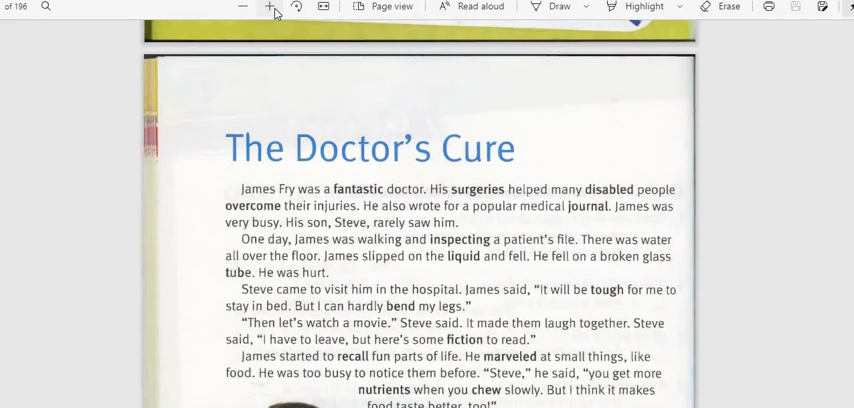 of 196
Page view
Read aloud
Draw
Highlight
Erase
The Doctor's Cure
James Fry was a fantastic doctor. His surgeries helped many disabled people
overcome their injuries. He also wrote for a popular medical journal. James was
very busy. His son, Steve, rarely saw him.
One day, James was walking and inspecting a patient's file. There was water
all over the floor. James slipped on the liquid and fell. He fell on a broken glass
tube. He was hurt.
Steve came to visit him in the hospital. James said, “It will be tough for me to
stay in bed. But I can hardly bend my legs.”
“Then let's watch a movie.” Steve said. It made them laugh together. Steve
said, “I have to leave, but here's some fiction to read.”
James started to recall fun parts of life. He marveled at small things, like
food. He was too busy to notice them before. “Steve,” he said, “you get more
nutrients when you chew slowly. But I think it makes
food taste better, too!”